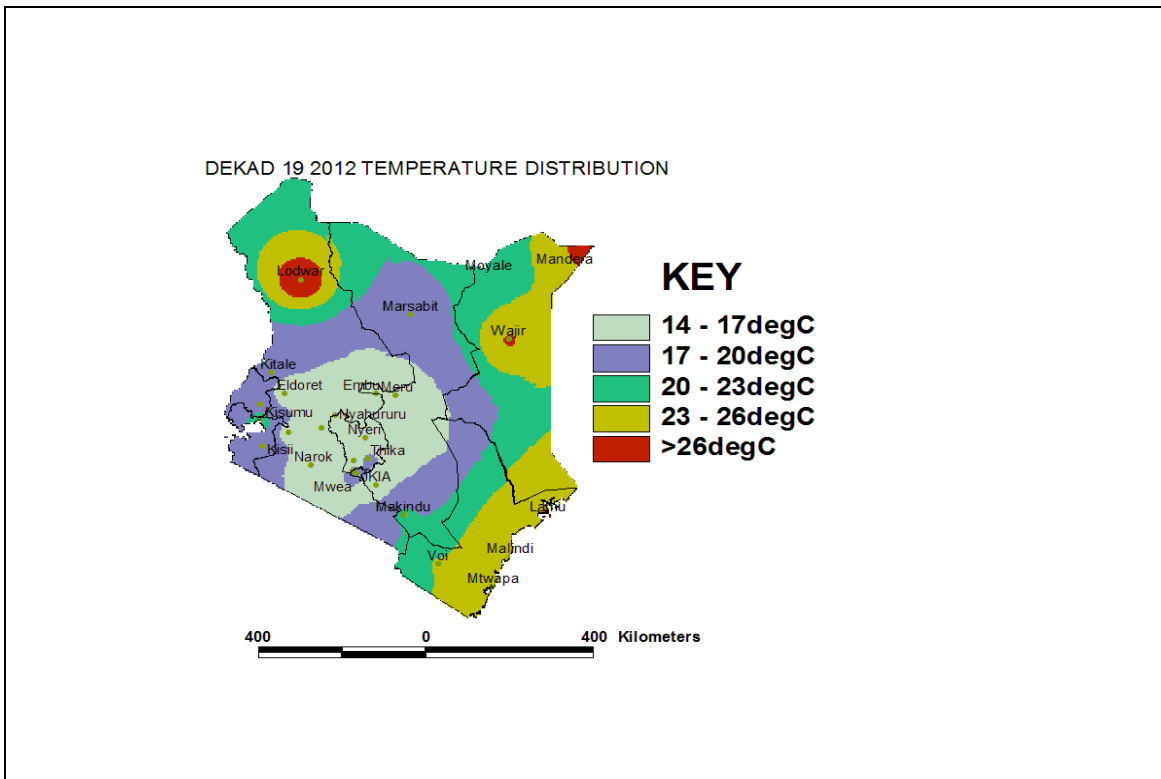 DEKAD 19 2012 TEMPERATURE DISTRIBUTION
Lodwar
Moyale
Mandera
Marsabit
Wajir
Kitale
Eldoret
Embu
Meru
Kisumu
Nyahururu
Nyeri
Kisii
Narok
Thika
Mwea
JKIA
Makindu
Lamu
Voi
Malindi
Mtwapa
KEY
14 - 17degC
17 - 20degC
20 - 23degC
23 - 26degC
>26degC
400 0 400 Kilometers